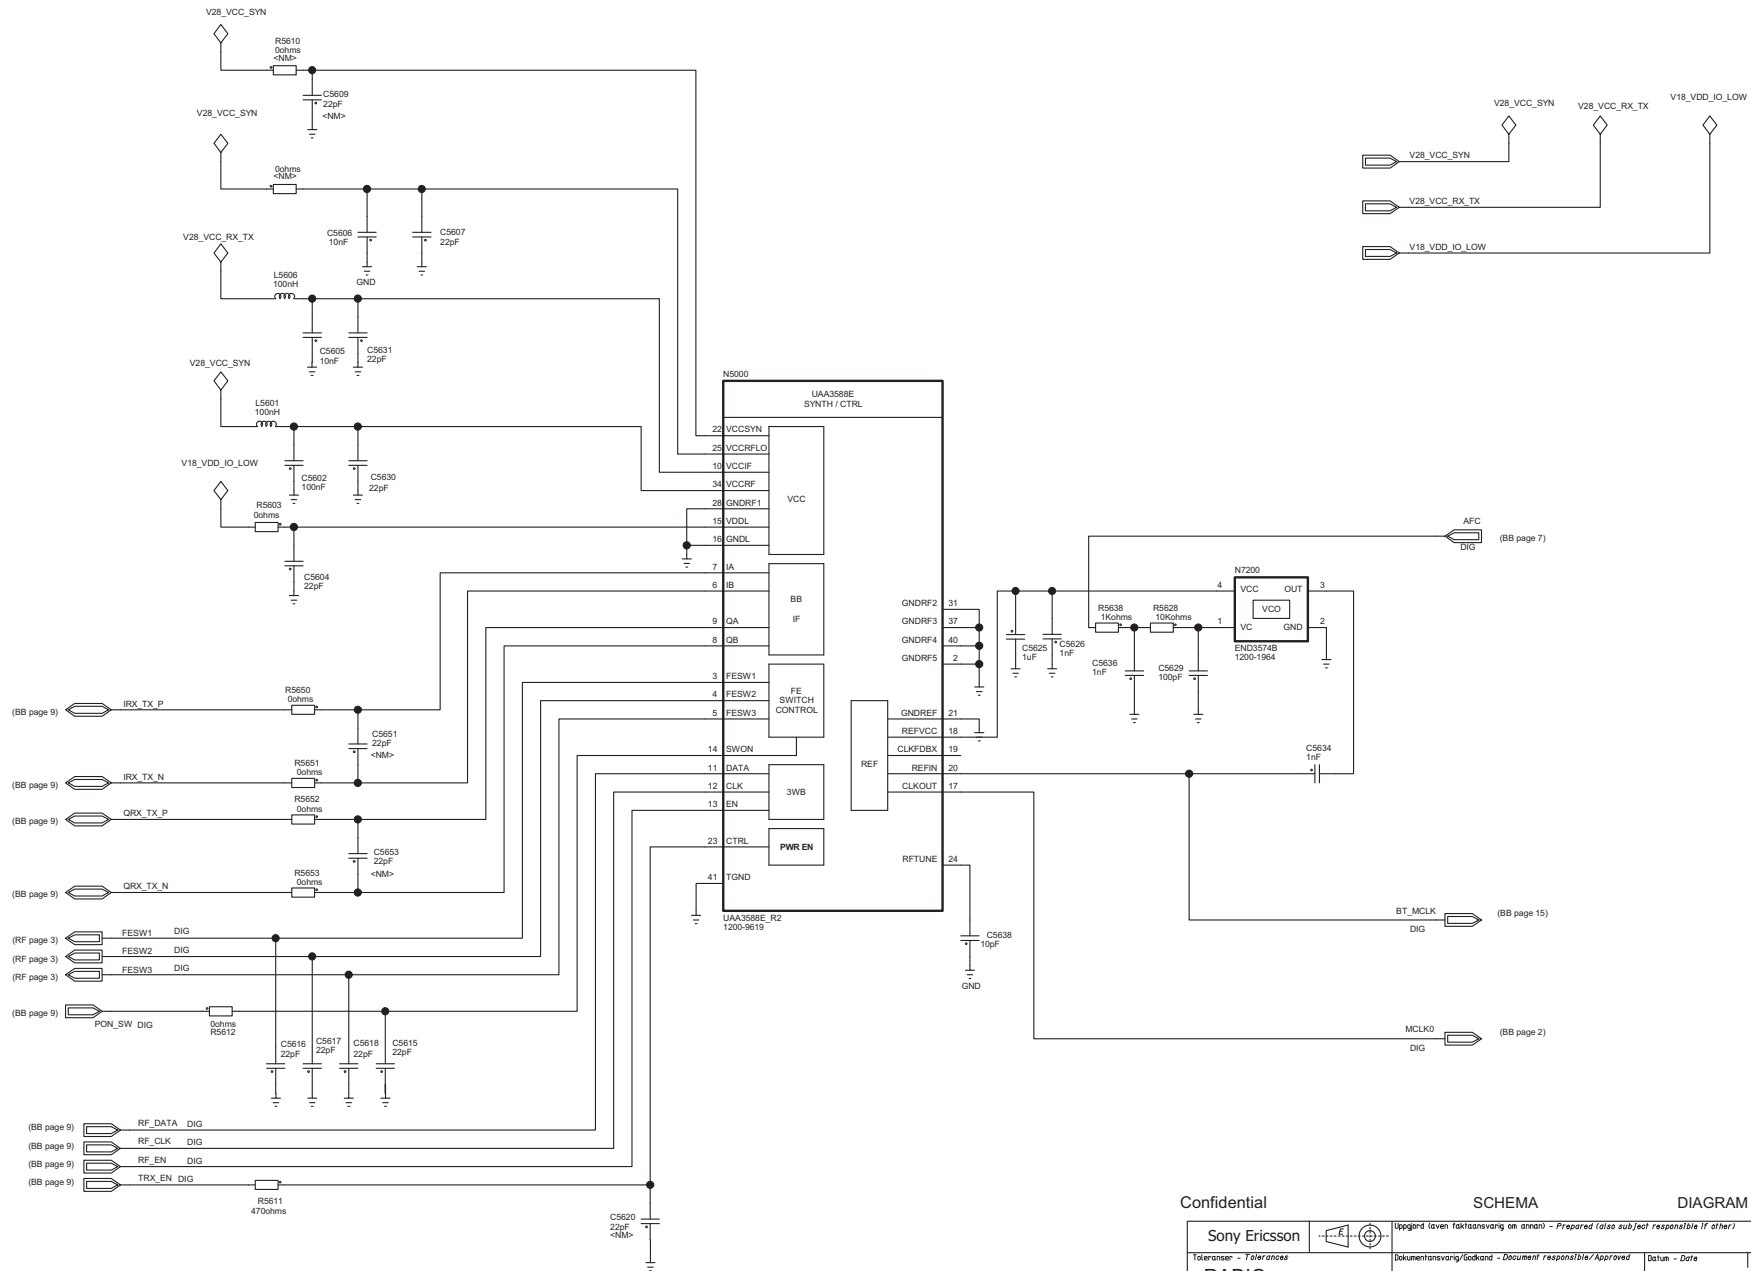 V28_VCC_SYN
R5610
0ohms
<NM>
C5609
22pF
<NM>
V28_VCC_SYN
0ohms
<NM>
C5606
10nF
GND
C5607
22pF
V28_VCC_RX_TX
L5606
100nH
C5605
10nF
C5631
22pF
V28_VCC_SYN
L5601
100nH
C5602
100nF
C5630
22pF
V18_VDD_IO_LOW
R5603
0ohms
C5604
22pF
V28_VCC_SYN
V28_VCC_RX_TX
V18_VDD_IO_LOW
V28_VCC_SYN
V28_VCC_RX_TX
V18_VDD_IO_LOW
N5000
UAA3588E
SYNTH / CTRL
22 VCCSYN
25 VCCRFLO
10 VCCIF
34 VCCRF
28 GNDRF1
15 VDDL
16 GNDL
VCC
7 IA
6 IB
9 QA
8 QB
BB
IF
3 FESW1
4 FESW2
5 FESW3
FE
SWITCH
CONTROL
14 SWON
11 DATA
12 CLK
13 EN
3WB
23 CTRL
PWR EN
41 TGND
GNDRF2 31
GNDRF3 37
GNDRF4 40
GNDRF5 2
GNDREF 21
REFVCC 18
CLKFDBX 19
REFIN 20
CLKOUT 17
REF
RFTUNE 24
UAA3588E_R2
1200-9619
C5638
10pF
GND
C5625
1uF
C5626
1nF
R5638
1Kohms
R5628
10Kohms
C5636
1nF
C5629
100pF
N7200
4 VCC OUT 3
VCO
1 VC GND 2
END3574B
1200-1964
AFC
DIG
(BB page 7)
C5634
1nF
BT_MCLK
DIG
(BB page 15)
MCLK0
DIG
(BB page 2)
(BB page 9) IRX_TX_P
R5650
0ohms
C5651
22pF
<NM>
(BB page 9) IRX_TX_N
R5651
0ohms
(BB page 9) QRX_TX_P
R5652
0ohms
C5653
22pF
<NM>
(BB page 9) QRX_TX_N
R5653
0ohms
(RF page 3) FESW1 DIG
(RF page 3) FESW2 DIG
(RF page 3) FESW3 DIG
(BB page 9) PON_SW DIG
0ohms
R5612
C5616
22pF
C5617
22pF
C5618
22pF
C5615
22pF
(BB page 9) RF_DATA DIG
(BB page 9) RF_CLK DIG
(BB page 9) RF_EN DIG
(BB page 9) TRX_EN DIG
R5611
470ohms
C5620
22pF
<NM>
Confidential SCHEMA DIAGRAM
Sony Ericsson E
Uppgjord (även faktaansvarig om annan) - Prepared (also subject responsible if other)
Toleranser - Tolerances
Dokumentansvarig/Godkand - Document responsible/Approved
Datum - Date